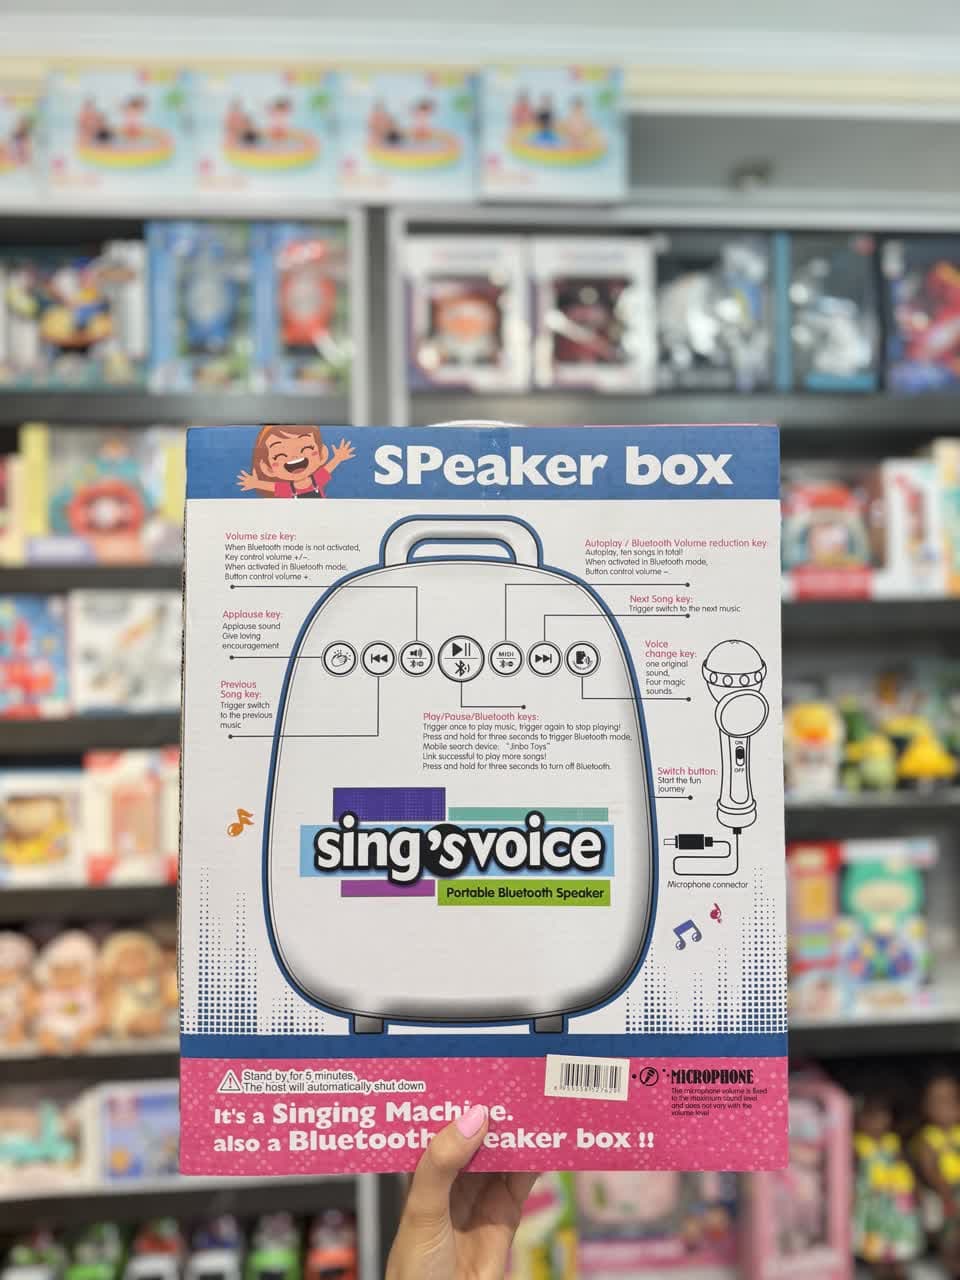 SPeaker box
Volume size key:
When Bluetooth mode is not activated,
Key control volume +/−.
When activated in Bluetooth mode,
Button control volume +.
Autoplay / Bluetooth Volume reduction key:
Autoplay, ten songs in total!
When activated in Bluetooth mode,
Button control volume −.
Next Song key:
Trigger switch to the next music
Applause key:
Applause sound
Give loving
encouragement
MIDI
Voice
change key:
one original
sound,
Four magic
sounds.
Previous
Song key:
Trigger switch
to the previous
music
Play/Pause/Bluetooth keys:
Trigger once to play music, trigger again to stop playing!
Press and hold for three seconds to trigger Bluetooth mode,
Mobile search device: "Jinbo Toys"
Link successful to play more songs!
Press and hold for three seconds to turn off Bluetooth.
ON
OFF
Switch button:
Start the fun
journey
sing'svoice
Portable Bluetooth Speaker
Microphone connector
Stand by for 5 minutes,
The host will automatically shut down
MICROPHONE
The microphone volume is fixed
to the maximum sound level
and does not vary with the
volume level
It's a Singing Machine.
also a Bluetooth eaker box !!